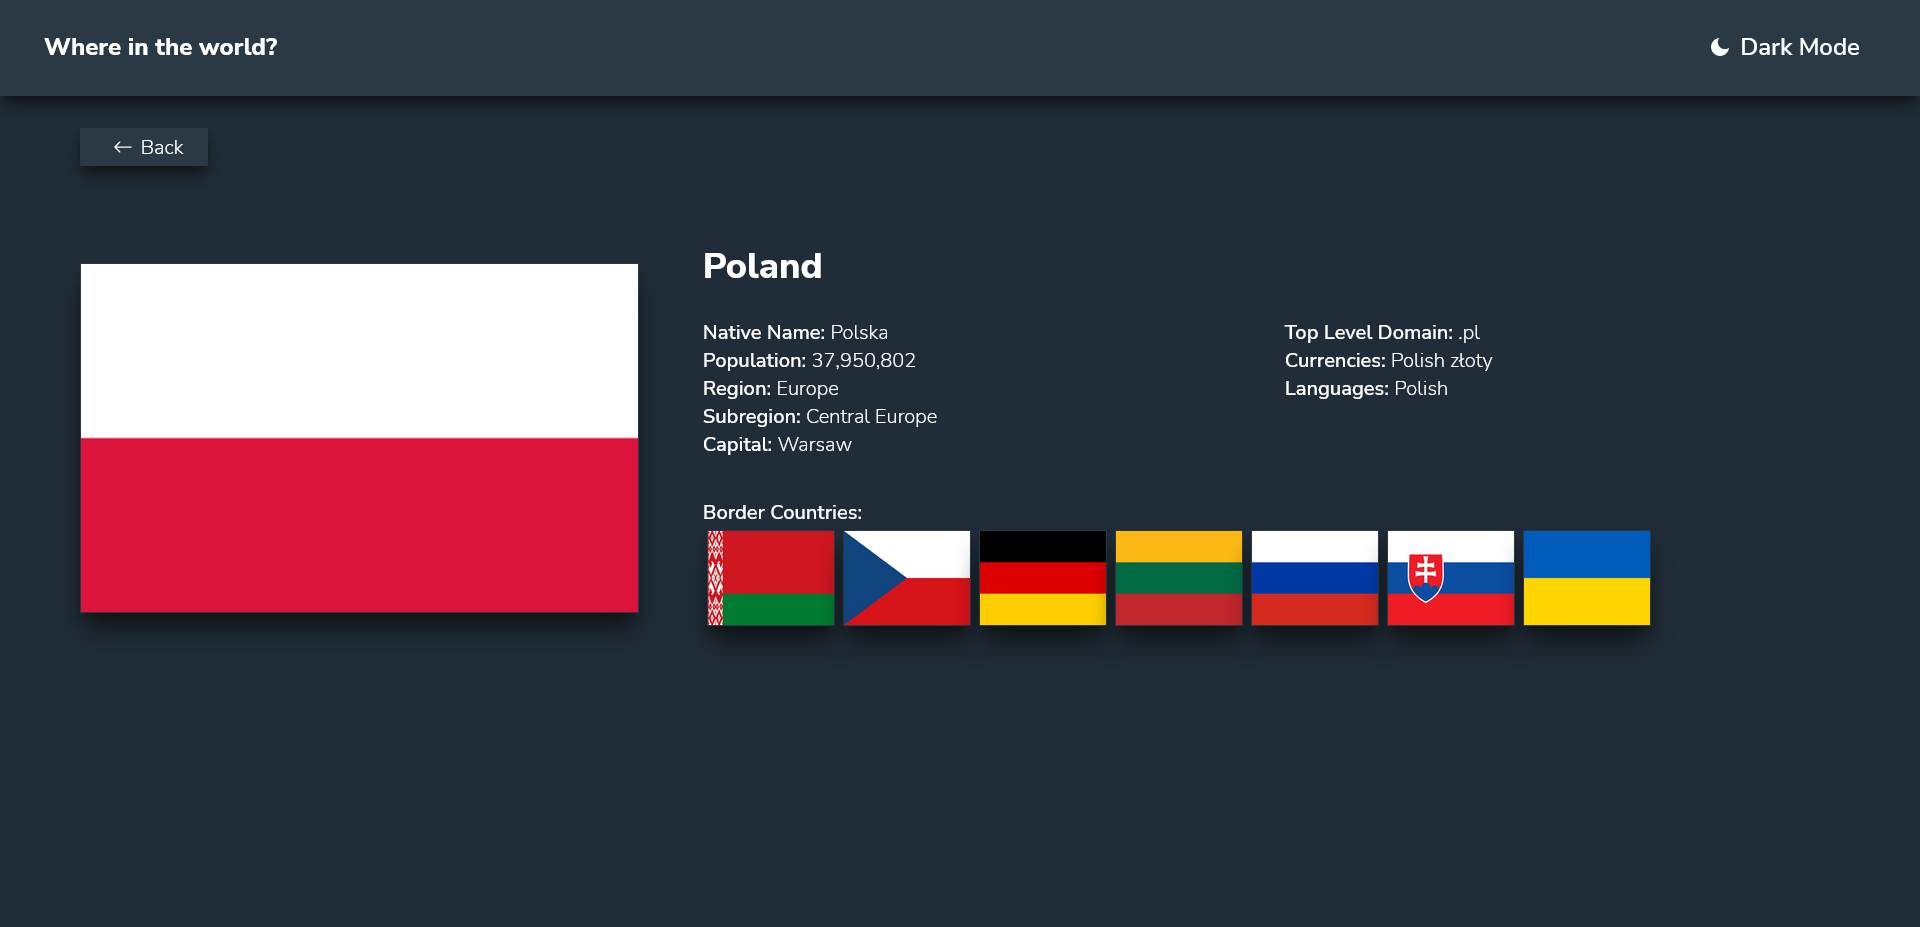 Where in the world?
Dark Mode
Back
Poland
Native Name: Polska
Population: 37,950,802
Region: Europe
Subregion: Central Europe
Capital: Warsaw
Top Level Domain: .pl
Currencies: Polish złoty
Languages: Polish
Border Countries: